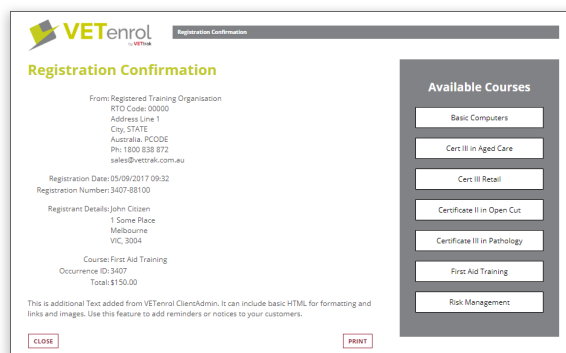 VETenrol
by VETtrak
Registration Confirmation
Registration Confirmation
From: Registered Training Organisation
RTO Code: 00000
Address Line 1
City, STATE
Australia. PCODE
Ph: 1800 838 872
sales@vettrak.com.au
Registration Date: 05/09/2017 09:32
Registration Number: 3407-88100
Registrant Details: John Citizen
1 Some Place
Melbourne
VIC, 3004
Course: First Aid Training
Occurrence ID: 3407
Total: $150.00
This is additional Text added from VETenrol ClientAdmin. It can include basic HTML for formatting and
links and images. Use this feature to add reminders or notices to your customers.
CLOSE
PRINT
Available Courses
Basic Computers
Cert III in Aged Care
Cert III Retail
Certificate II in Open Cut
Certificate III in Pathology
First Aid Training
Risk Management